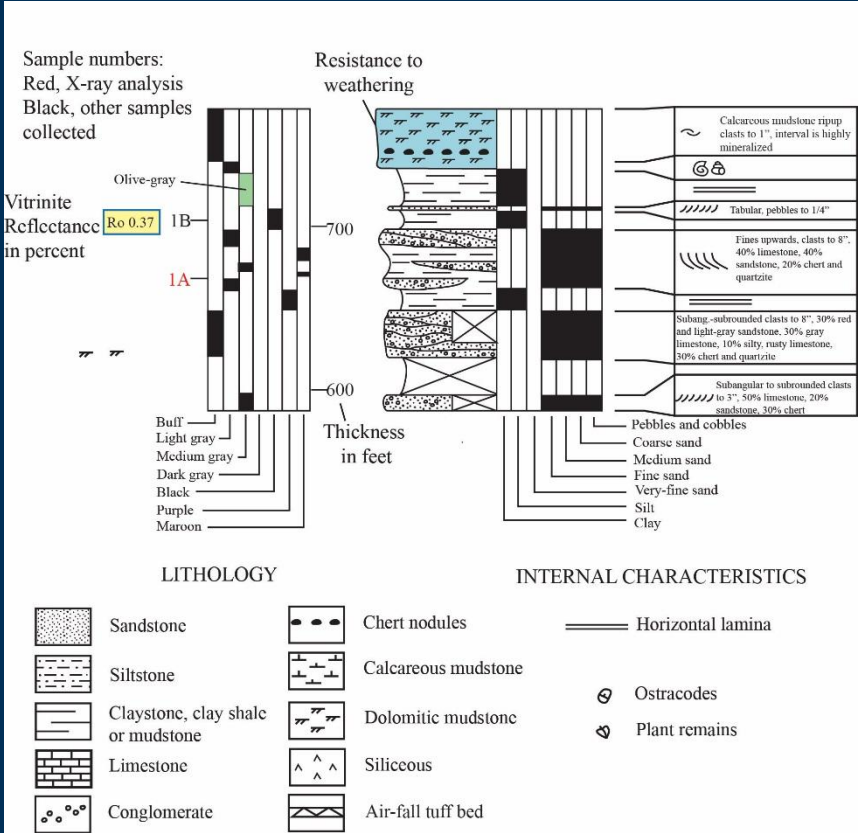 Sample numbers:
Red, X-ray analysis
Black, other samples
collected
Resistance to
weathering
Olive-gray
Vitrinite
Reflectance
in percent
Ro 0.37
1B
1A
700
600
Thickness
in feet
Calcareous mudstone ripup
clasts to 1", interval is highly
mineralized
Tabular, pebbles to 1/4"
Fines upwards, clasts to 8",
40% limestone, 40%
sandstone, 20% chert and
quartzite
Subang.-subrounded clasts to 8", 30% red
and light-gray sandstone, 30% gray
limestone, 10% silty, rusty limestone,
30% chert and quartzite
Subangular to subrounded clasts
to 3", 50% limestone, 20%
sandstone, 30% chert
Buff
Light gray
Medium gray
Dark gray
Black
Purple
Maroon
Pebbles and cobbles
Coarse sand
Medium sand
Fine sand
Very-fine sand
Silt
Clay
LITHOLOGY
Sandstone
Siltstone
Claystone, clay shale
or mudstone
Limestone
Conglomerate
Chert nodules
Calcareous mudstone
Dolomitic mudstone
Siliceous
Air-fall tuff bed
INTERNAL CHARACTERISTICS
Horizontal lamina
Ostracodes
Plant remains